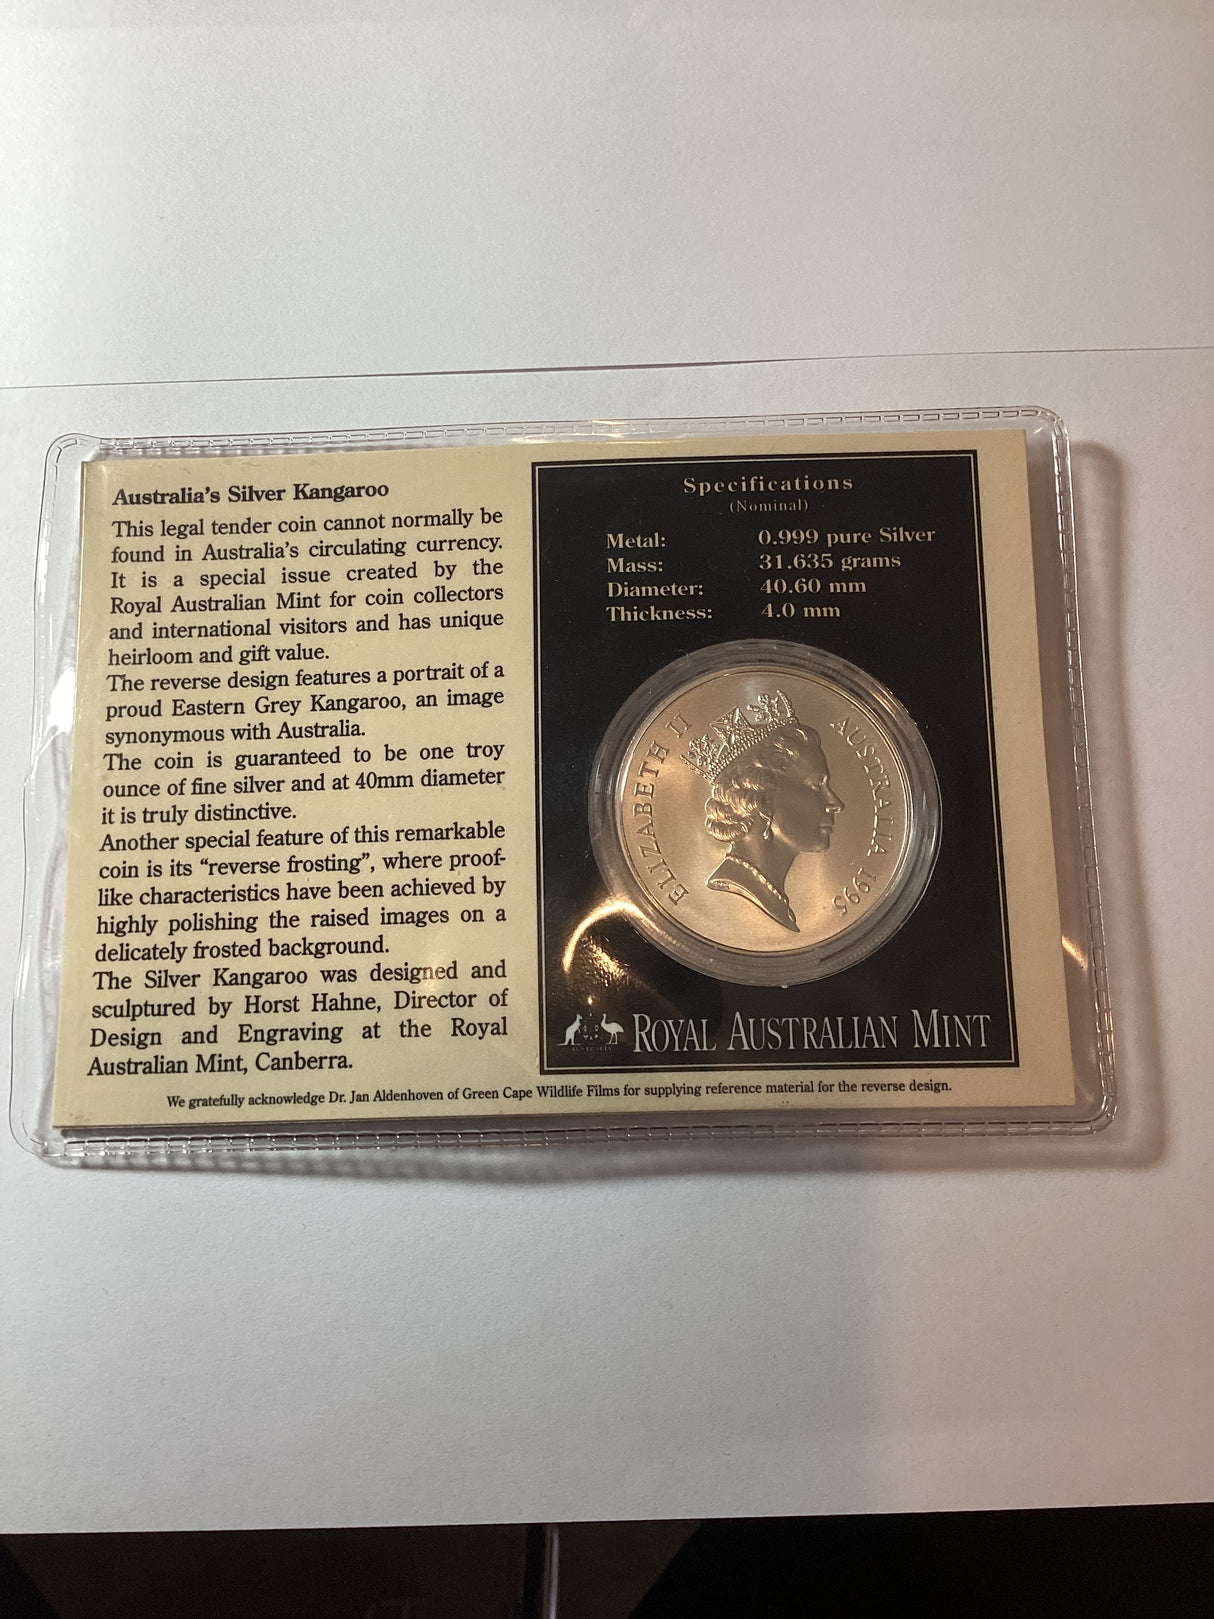 Australia's Silver Kangaroo
This legal tender coin cannot normally be
found in Australia's circulating currency.
It is a special issue created by the
Royal Australian Mint for coin collectors
and international visitors and has unique
heirloom and gift value.
The reverse design features a portrait of a
proud Eastern Grey Kangaroo, an image
synonymous with Australia.
The coin is guaranteed to be one troy
ounce of fine silver and at 40mm diameter
it is truly distinctive.
Another special feature of this remarkable
coin is its “reverse frosting”, where proof-
like characteristics have been achieved by
highly polishing the raised images on a
delicately frosted background.
The Silver Kangaroo was designed and
sculptured by Horst Hahne, Director of
Design and Engraving at the Royal
Australian Mint, Canberra.
Specifications
(Nominal)
Metal: 0.999 pure Silver
Mass: 31.635 grams
Diameter: 40.60 mm
Thickness: 4.0 mm
ELIZABETH II
AUSTRALIA 1995
ROYAL AUSTRALIAN MINT
We gratefully acknowledge Dr. Jan Aldenhoven of Green Cape Wildlife Films for supplying reference material for the reverse design.